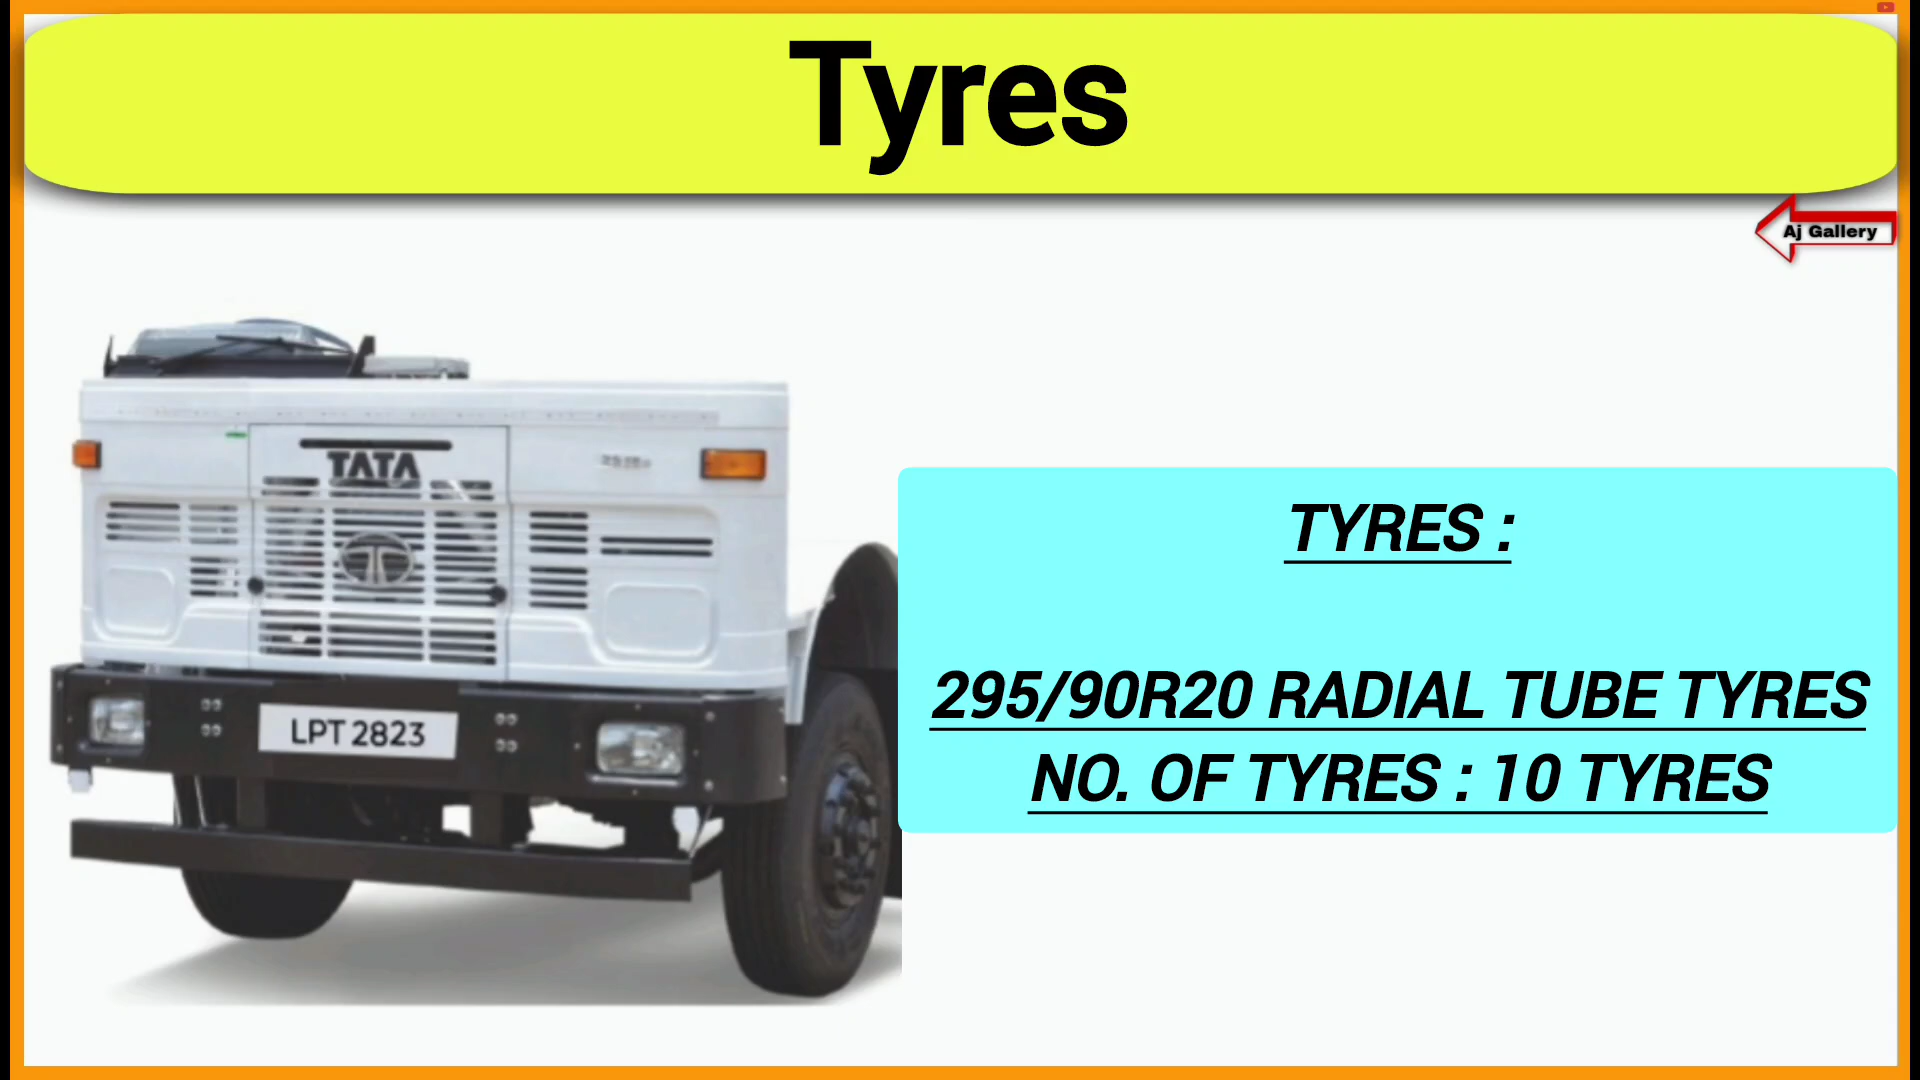 Tyres
Aj Gallery
TATA
LPT 2823
TYRES :
295/90R20 RADIAL TUBE TYRES
NO. OF TYRES : 10 TYRES